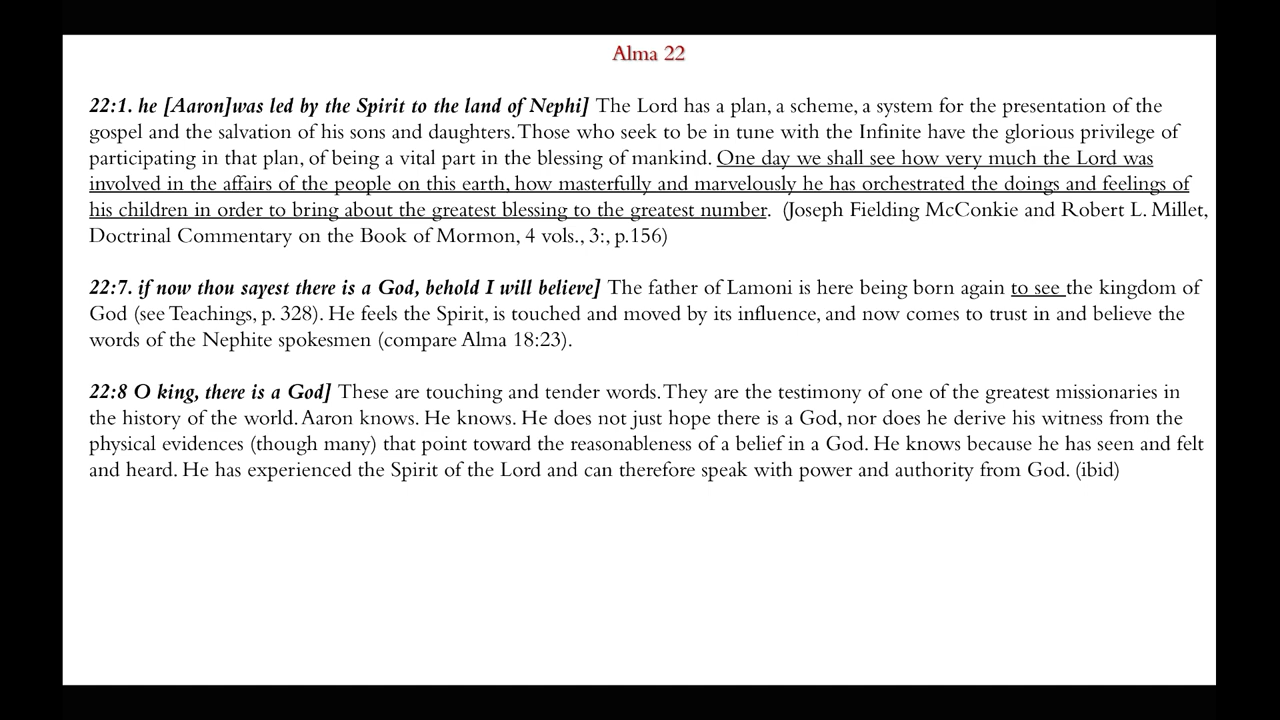 Alma 22
22:1. he [Aaron]was led by the Spirit to the land of Nephi] The Lord has a plan, a scheme, a system for the presentation of the
gospel and the salvation of his sons and daughters. Those who seek to be in tune with the Infinite have the glorious privilege of
participating in that plan, of being a vital part in the blessing of mankind. One day we shall see how very much the Lord was
involved in the affairs of the people on this earth, how masterfully and marvelously he has orchestrated the doings and feelings of
his children in order to bring about the greatest blessing to the greatest number. (Joseph Fielding McConkie and Robert L. Millet,
Doctrinal Commentary on the Book of Mormon, 4 vols., 3:, p.156)
22:7. if now thou sayest there is a God, behold I will believe] The father of Lamoni is here being born again to see the kingdom of
God (see Teachings, p. 328). He feels the Spirit, is touched and moved by its influence, and now comes to trust in and believe the
words of the Nephite spokesmen (compare Alma 18:23).
22:8 O king, there is a God] These are touching and tender words. They are the testimony of one of the greatest missionaries in
the history of the world. Aaron knows. He knows. He does not just hope there is a God, nor does he derive his witness from the
physical evidences (though many) that point toward the reasonableness of a belief in a God. He knows because he has seen and felt
and heard. He has experienced the Spirit of the Lord and can therefore speak with power and authority from God. (ibid)